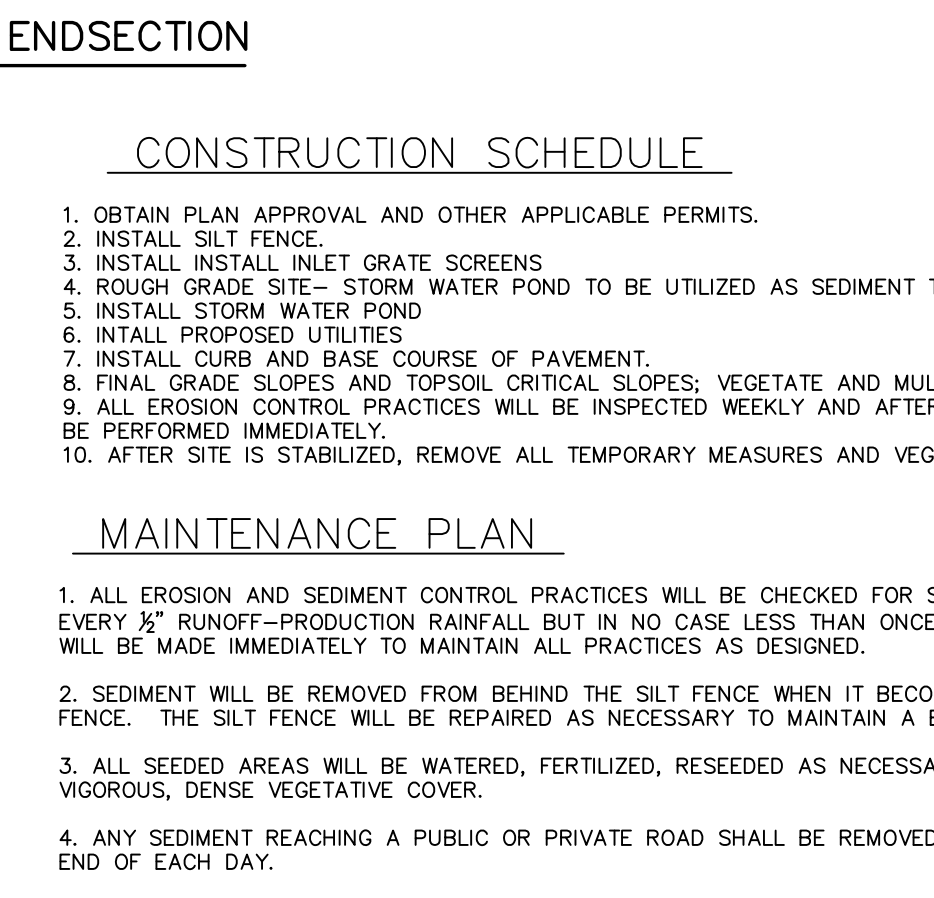 ENDSECTION
CONSTRUCTION SCHEDULE
1. OBTAIN PLAN APPROVAL AND OTHER APPLICABLE PERMITS.
2. INSTALL SILT FENCE.
3. INSTALL INSTALL INLET GRATE SCREENS
4. ROUGH GRADE SITE– STORM WATER POND TO BE UTILIZED AS SEDIMENT
5. INSTALL STORM WATER POND
6. INTALL PROPOSED UTILITIES
7. INSTALL CURB AND BASE COURSE OF PAVEMENT.
8. FINAL GRADE SLOPES AND TOPSOIL CRITICAL SLOPES; VEGETATE AND MUL
9. ALL EROSION CONTROL PRACTICES WILL BE INSPECTED WEEKLY AND AFTER
BE PERFORMED IMMEDIATELY.
10. AFTER SITE IS STABILIZED, REMOVE ALL TEMPORARY MEASURES AND VEG
MAINTENANCE PLAN
1. ALL EROSION AND SEDIMENT CONTROL PRACTICES WILL BE CHECKED FOR S
EVERY ½" RUNOFF–PRODUCTION RAINFALL BUT IN NO CASE LESS THAN ONCE
WILL BE MADE IMMEDIATELY TO MAINTAIN ALL PRACTICES AS DESIGNED.
2. SEDIMENT WILL BE REMOVED FROM BEHIND THE SILT FENCE WHEN IT BECO
FENCE. THE SILT FENCE WILL BE REPAIRED AS NECESSARY TO MAINTAIN A
3. ALL SEEDED AREAS WILL BE WATERED, FERTILIZED, RESEEDED AS NECESSA
VIGOROUS, DENSE VEGETATIVE COVER.
4. ANY SEDIMENT REACHING A PUBLIC OR PRIVATE ROAD SHALL BE REMOVED
END OF EACH DAY.